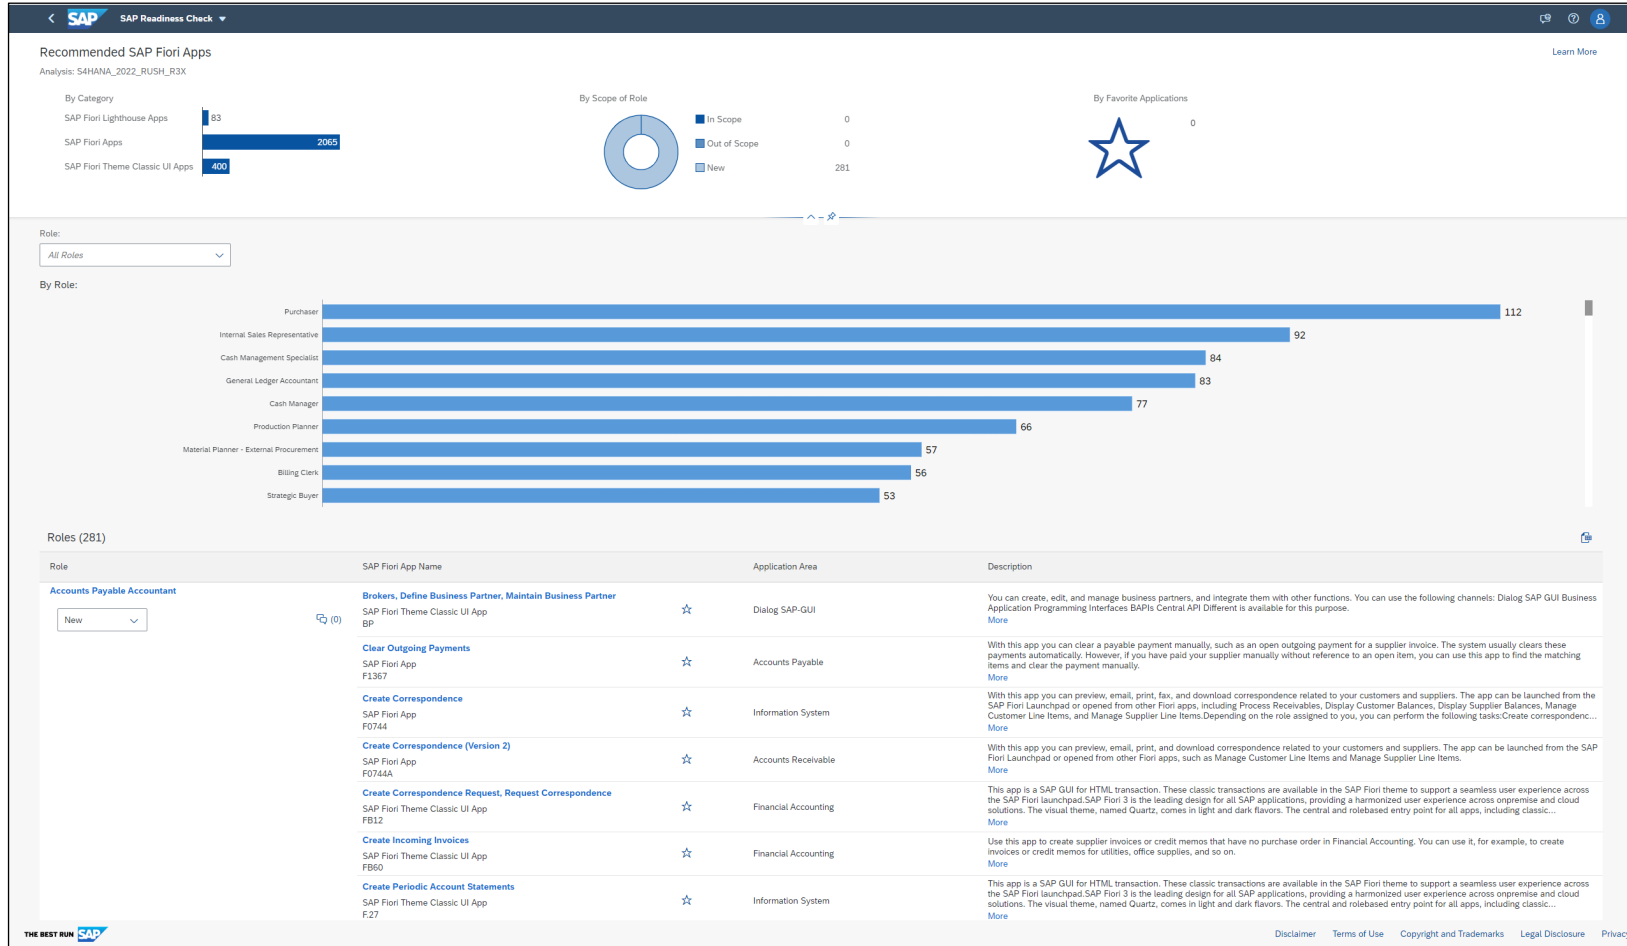 SAP SAP Readiness Check
Recommended SAP Fiori Apps
Learn More
Analysis: S4HANA_2022_RUSH_R3X
By Category
SAP Fiori Lighthouse Apps 83
SAP Fiori Apps 2065
SAP Fiori Theme Classic UI Apps 400
By Scope of Role
In Scope 0
Out of Scope 0
New 281
By Favorite Applications
0
Role:
All Roles
By Role:
Purchaser 112
Internal Sales Representative 92
Cash Management Specialist 84
General Ledger Accountant 83
Cash Manager 77
Production Planner 66
Material Planner - External Procurement 57
Billing Clerk 56
Strategic Buyer 53
Roles (281)
Role SAP Fiori App Name Application Area Description
Accounts Payable Accountant
New (0)
Brokers, Define Business Partner, Maintain Business Partner
SAP Fiori Theme Classic UI App
BP
Dialog SAP-GUI
You can create, edit, and manage business partners, and integrate them with other functions. You can use the following channels: Dialog SAP GUI Business
Application Programming Interfaces BAPIs Central API Different is available for this purpose.
More
Clear Outgoing Payments
SAP Fiori App
F1367
Accounts Payable
With this app you can clear a payable payment manually, such as an open outgoing payment for a supplier invoice. The system usually clears these
payments automatically. However, if you have paid your supplier manually without reference to an open item, you can use this app to find the matching
items and clear the payment manually.
More
Create Correspondence
SAP Fiori App
F0744
Information System
With this app you can preview, email, print, fax, and download correspondence related to your customers and suppliers. The app can be launched from the
SAP Fiori Launchpad or opened from other Fiori apps, including Process Receivables, Display Customer Balances, Display Supplier Balances, Manage
Customer Line Items, and Manage Supplier Line Items.Depending on the role assigned to you, you can perform the following tasks:Create correspondenc...
More
Create Correspondence (Version 2)
SAP Fiori App
F0744A
Accounts Receivable
With this app you can preview, email, print, and download correspondence related to your customers and suppliers. The app can be launched from the SAP
Fiori Launchpad or opened from other Fiori apps, such as Manage Customer Line Items and Manage Supplier Line Items.
More
Create Correspondence Request, Request Correspondence
SAP Fiori Theme Classic UI App
FB12
Financial Accounting
This app is a SAP GUI for HTML transaction. These classic transactions are available in the SAP Fiori theme to support a seamless user experience across
the SAP Fiori launchpad.SAP Fiori 3 is the leading design for all SAP applications, providing a harmonized user experience across onpremise and cloud
solutions. The visual theme, named Quartz, comes in light and dark flavors. The central and rolebased entry point for all apps, including classic...
More
Create Incoming Invoices
SAP Fiori Theme Classic UI App
FB60
Financial Accounting
Use this app to create supplier invoices or credit memos that have no purchase order in Financial Accounting. You can use it, for example, to create
invoices or credit memos for utilities, office supplies, and so on.
More
Create Periodic Account Statements
SAP Fiori Theme Classic UI App
F.27
Information System
This app is a SAP GUI for HTML transaction. These classic transactions are available in the SAP Fiori theme to support a seamless user experience across
the SAP Fiori launchpad.SAP Fiori 3 is the leading design for all SAP applications, providing a harmonized user experience across onpremise and cloud
solutions. The visual theme, named Quartz, comes in light and dark flavors. The central and rolebased entry point for all apps, including classic...
More
THE BEST RUN SAP
Disclaimer Terms of Use Copyright and Trademarks Legal Disclosure Privacy